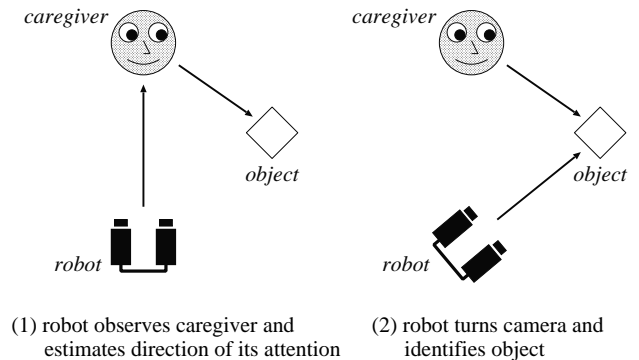 caregiver
object
robot
(1) robot observes caregiver and
estimates direction of its attention
caregiver
object
robot
(2) robot turns camera and
identifies object